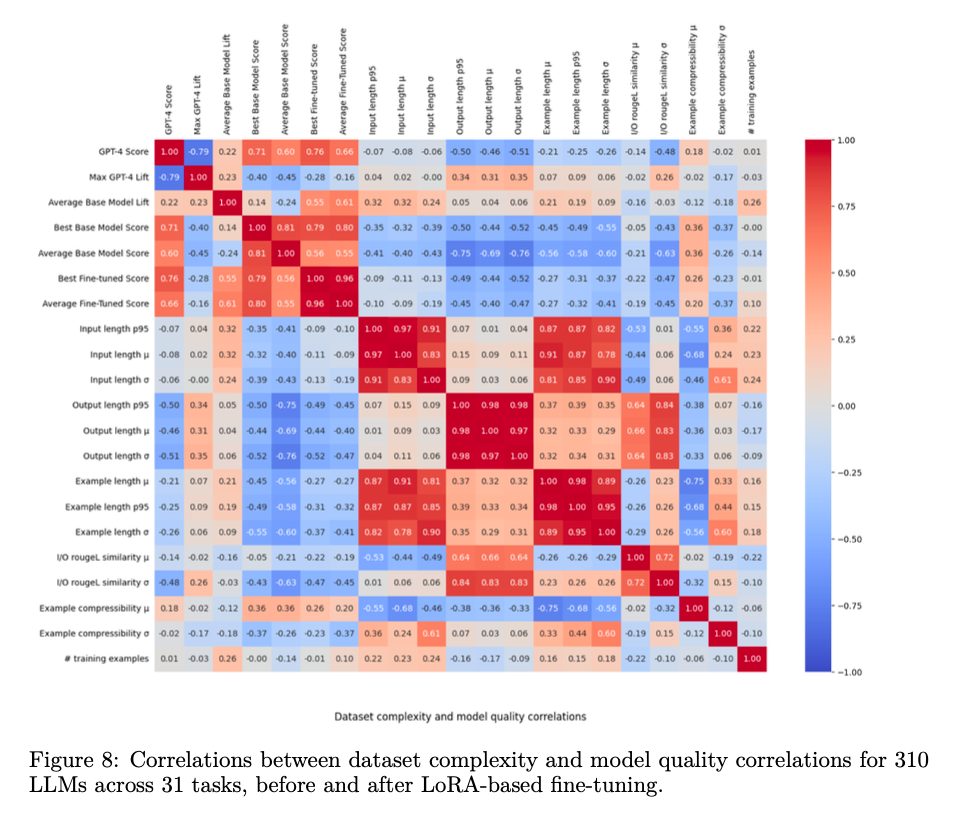 GPT-4 Score
Max GPT-4 Lift
Average Base Model Lift
Best Base Model Score
Average Base Model Score
Best Fine-tuned Score
Average Fine-Tuned Score
Input length p95
Input length μ
Input length σ
Output length p95
Output length μ
Output length σ
Example length μ
Example length p95
Example length σ
I/O rougeL similarity μ
I/O rougeL similarity σ
Example compressibility μ
Example compressibility σ
# training examples
GPT-4 Score 1.00 -0.79 0.22 0.71 0.60 0.76 0.66 -0.07 -0.08 -0.06 -0.50 -0.46 -0.51 -0.21 -0.25 -0.26 -0.14 -0.48 0.18 -0.02 0.01
Max GPT-4 Lift -0.79 1.00 0.23 -0.40 -0.45 -0.28 -0.16 0.04 0.02 -0.00 0.34 0.31 0.35 0.07 0.09 0.06 -0.02 0.26 -0.02 -0.17 -0.03
Average Base Model Lift 0.22 0.23 1.00 0.14 -0.24 0.55 0.61 0.32 0.32 0.24 0.05 0.04 0.06 0.21 0.19 0.09 -0.16 -0.03 -0.12 -0.18 0.26
Best Base Model Score 0.71 -0.40 0.14 1.00 0.81 0.79 0.80 -0.35 -0.32 -0.39 -0.50 -0.44 -0.52 -0.45 -0.49 -0.55 -0.05 -0.43 0.36 -0.37 -0.00
Average Base Model Score 0.60 -0.45 -0.24 0.81 1.00 0.56 0.55 -0.41 -0.40 -0.43 -0.75 -0.69 -0.76 -0.56 -0.58 -0.60 -0.21 -0.63 0.36 -0.26 -0.14
Best Fine-tuned Score 0.76 -0.28 0.55 0.79 0.56 1.00 0.96 -0.09 -0.11 -0.13 -0.49 -0.44 -0.52 -0.27 -0.31 -0.37 -0.22 -0.47 0.26 -0.23 -0.01
Average Fine-Tuned Score 0.66 -0.16 0.61 0.80 0.55 0.96 1.00 -0.10 -0.09 -0.19 -0.45 -0.40 -0.47 -0.27 -0.32 -0.41 -0.19 -0.45 0.20 -0.37 0.10
Input length p95 -0.07 0.04 0.32 -0.35 -0.41 -0.09 -0.10 1.00 0.97 0.91 0.07 0.01 0.04 0.87 0.87 0.82 -0.53 0.01 -0.55 0.36 0.22
Input length μ -0.08 0.02 0.32 -0.32 -0.40 -0.11 -0.09 0.97 1.00 0.83 0.15 0.09 0.11 0.91 0.87 0.78 -0.44 0.06 -0.68 0.24 0.23
Input length σ -0.06 -0.00 0.24 -0.39 -0.43 -0.13 -0.19 0.91 0.83 1.00 0.09 0.03 0.06 0.81 0.85 0.90 -0.49 0.06 -0.46 0.61 0.24
Output length p95 -0.50 0.34 0.05 -0.50 -0.75 -0.49 -0.45 0.07 0.15 0.09 1.00 0.98 0.98 0.37 0.39 0.35 0.64 0.84 -0.38 0.07 -0.16
Output length μ -0.46 0.31 0.04 -0.44 -0.69 -0.44 -0.40 0.01 0.09 0.03 0.98 1.00 0.97 0.32 0.33 0.29 0.66 0.83 -0.36 0.03 -0.17
Output length σ -0.51 0.35 0.06 -0.52 -0.76 -0.52 -0.47 0.04 0.11 0.06 0.98 0.97 1.00 0.32 0.34 0.31 0.64 0.83 -0.33 0.06 -0.09
Example length μ -0.21 0.07 0.21 -0.45 -0.56 -0.27 -0.27 0.87 0.91 0.81 0.37 0.32 0.32 1.00 0.98 0.89 -0.26 0.23 -0.75 0.33 0.16
Example length p95 -0.25 0.09 0.19 -0.49 -0.58 -0.31 -0.32 0.87 0.87 0.85 0.39 0.33 0.34 0.98 1.00 0.95 -0.26 0.26 -0.68 0.44 0.15
Example length σ -0.26 0.06 0.09 -0.55 -0.60 -0.37 -0.41 0.82 0.78 0.90 0.35 0.29 0.31 0.89 0.95 1.00 -0.29 0.26 -0.56 0.60 0.18
I/O rougeL similarity μ -0.14 -0.02 -0.16 -0.05 -0.21 -0.22 -0.19 -0.53 -0.44 -0.49 0.64 0.66 0.64 -0.26 -0.26 -0.29 1.00 0.72 -0.02 -0.19 -0.22
I/O rougeL similarity σ -0.48 0.26 -0.03 -0.43 -0.63 -0.47 -0.45 0.01 0.06 0.06 0.84 0.83 0.83 0.23 0.26 0.26 0.72 1.00 -0.32 0.15 -0.10
Example compressibility μ 0.18 -0.02 -0.12 0.36 0.36 0.26 0.20 -0.55 -0.68 -0.46 -0.38 -0.36 -0.33 -0.75 -0.68 -0.56 -0.02 -0.32 1.00 -0.12 -0.06
Example compressibility σ -0.02 -0.17 -0.18 -0.37 -0.26 -0.23 -0.37 0.36 0.24 0.61 0.07 0.03 0.06 0.33 0.44 0.60 -0.19 0.15 -0.12 1.00 -0.10
# training examples 0.01 -0.03 0.26 -0.00 -0.14 -0.01 0.10 0.22 0.23 0.24 -0.16 -0.17 -0.09 0.16 0.15 0.18 -0.22 -0.10 -0.06 -0.10 1.00
1.00
0.75
0.50
0.25
0.00
−0.25
−0.50
−0.75
−1.00
Dataset complexity and model quality correlations
Figure 8: Correlations between dataset complexity and model quality correlations for 310
LLMs across 31 tasks, before and after LoRA-based fine-tuning.